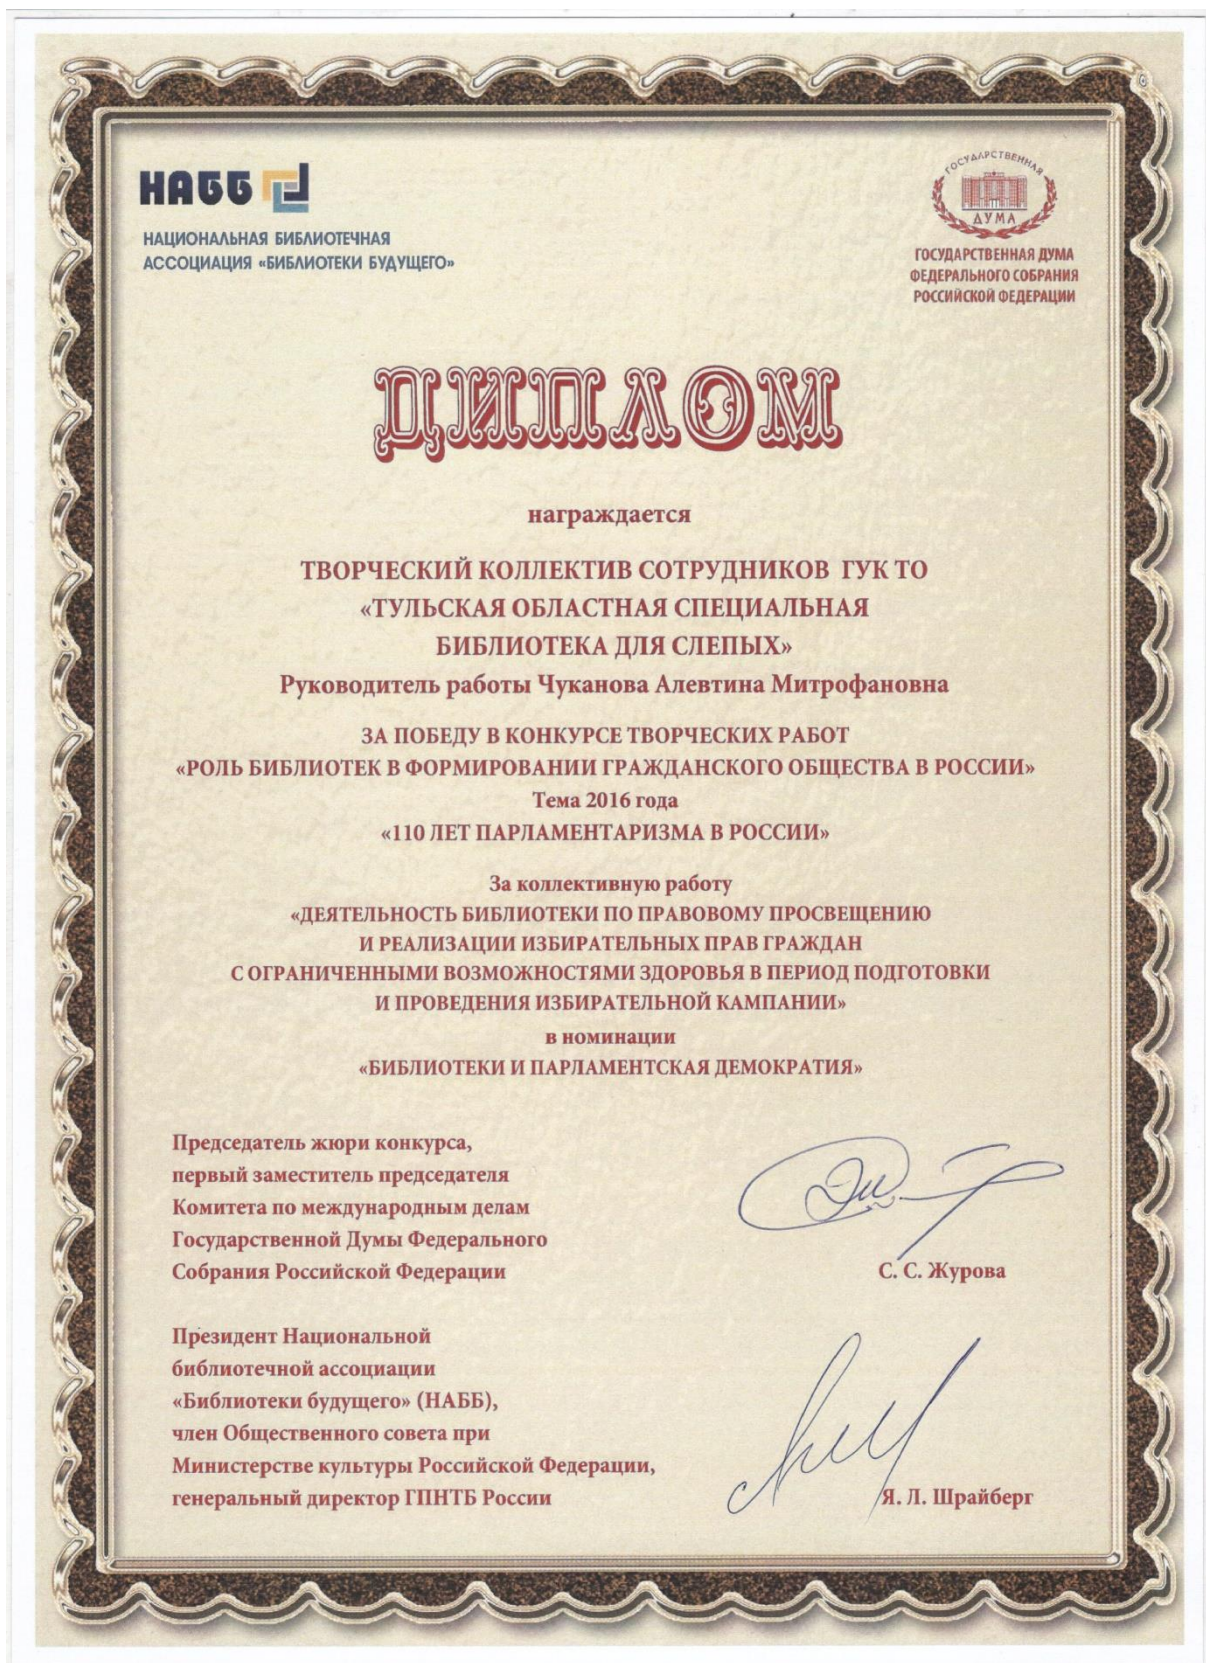 НАББ
НАЦИОНАЛЬНАЯ БИБЛИОТЕЧНАЯ
АССОЦИАЦИЯ «БИБЛИОТЕКИ БУДУЩЕГО»
ГОСУДАРСТВЕННАЯ
ДУМА
ГОСУДАРСТВЕННАЯ ДУМА
ФЕДЕРАЛЬНОГО СОБРАНИЯ
РОССИЙСКОЙ ФЕДЕРАЦИИ
ДИПЛОМ
награждается
ТВОРЧЕСКИЙ КОЛЛЕКТИВ СОТРУДНИКОВ ГУК ТО
«ТУЛЬСКАЯ ОБЛАСТНАЯ СПЕЦИАЛЬНАЯ
БИБЛИОТЕКА ДЛЯ СЛЕПЫХ»
Руководитель работы Чуканова Алевтина Митрофановна
ЗА ПОБЕДУ В КОНКУРСЕ ТВОРЧЕСКИХ РАБОТ
«РОЛЬ БИБЛИОТЕК В ФОРМИРОВАНИИ ГРАЖДАНСКОГО ОБЩЕСТВА В РОССИИ»
Тема 2016 года
«110 ЛЕТ ПАРЛАМЕНТАРИЗМА В РОССИИ»
За коллективную работу
«ДЕЯТЕЛЬНОСТЬ БИБЛИОТЕКИ ПО ПРАВОВОМУ ПРОСВЕЩЕНИЮ
И РЕАЛИЗАЦИИ ИЗБИРАТЕЛЬНЫХ ПРАВ ГРАЖДАН
С ОГРАНИЧЕННЫМИ ВОЗМОЖНОСТЯМИ ЗДОРОВЬЯ В ПЕРИОД ПОДГОТОВКИ
И ПРОВЕДЕНИЯ ИЗБИРАТЕЛЬНОЙ КАМПАНИИ»
в номинации
«БИБЛИОТЕКИ И ПАРЛАМЕНТСКАЯ ДЕМОКРАТИЯ»
Председатель жюри конкурса,
первый заместитель председателя
Комитета по международным делам
Государственной Думы Федерального
Собрания Российской Федерации
С. С. Журова
Президент Национальной
библиотечной ассоциации
«Библиотеки будущего» (НАББ),
член Общественного совета при
Министерстве культуры Российской Федерации,
генеральный директор ГПНТБ России
Я. Л. Шрайберг